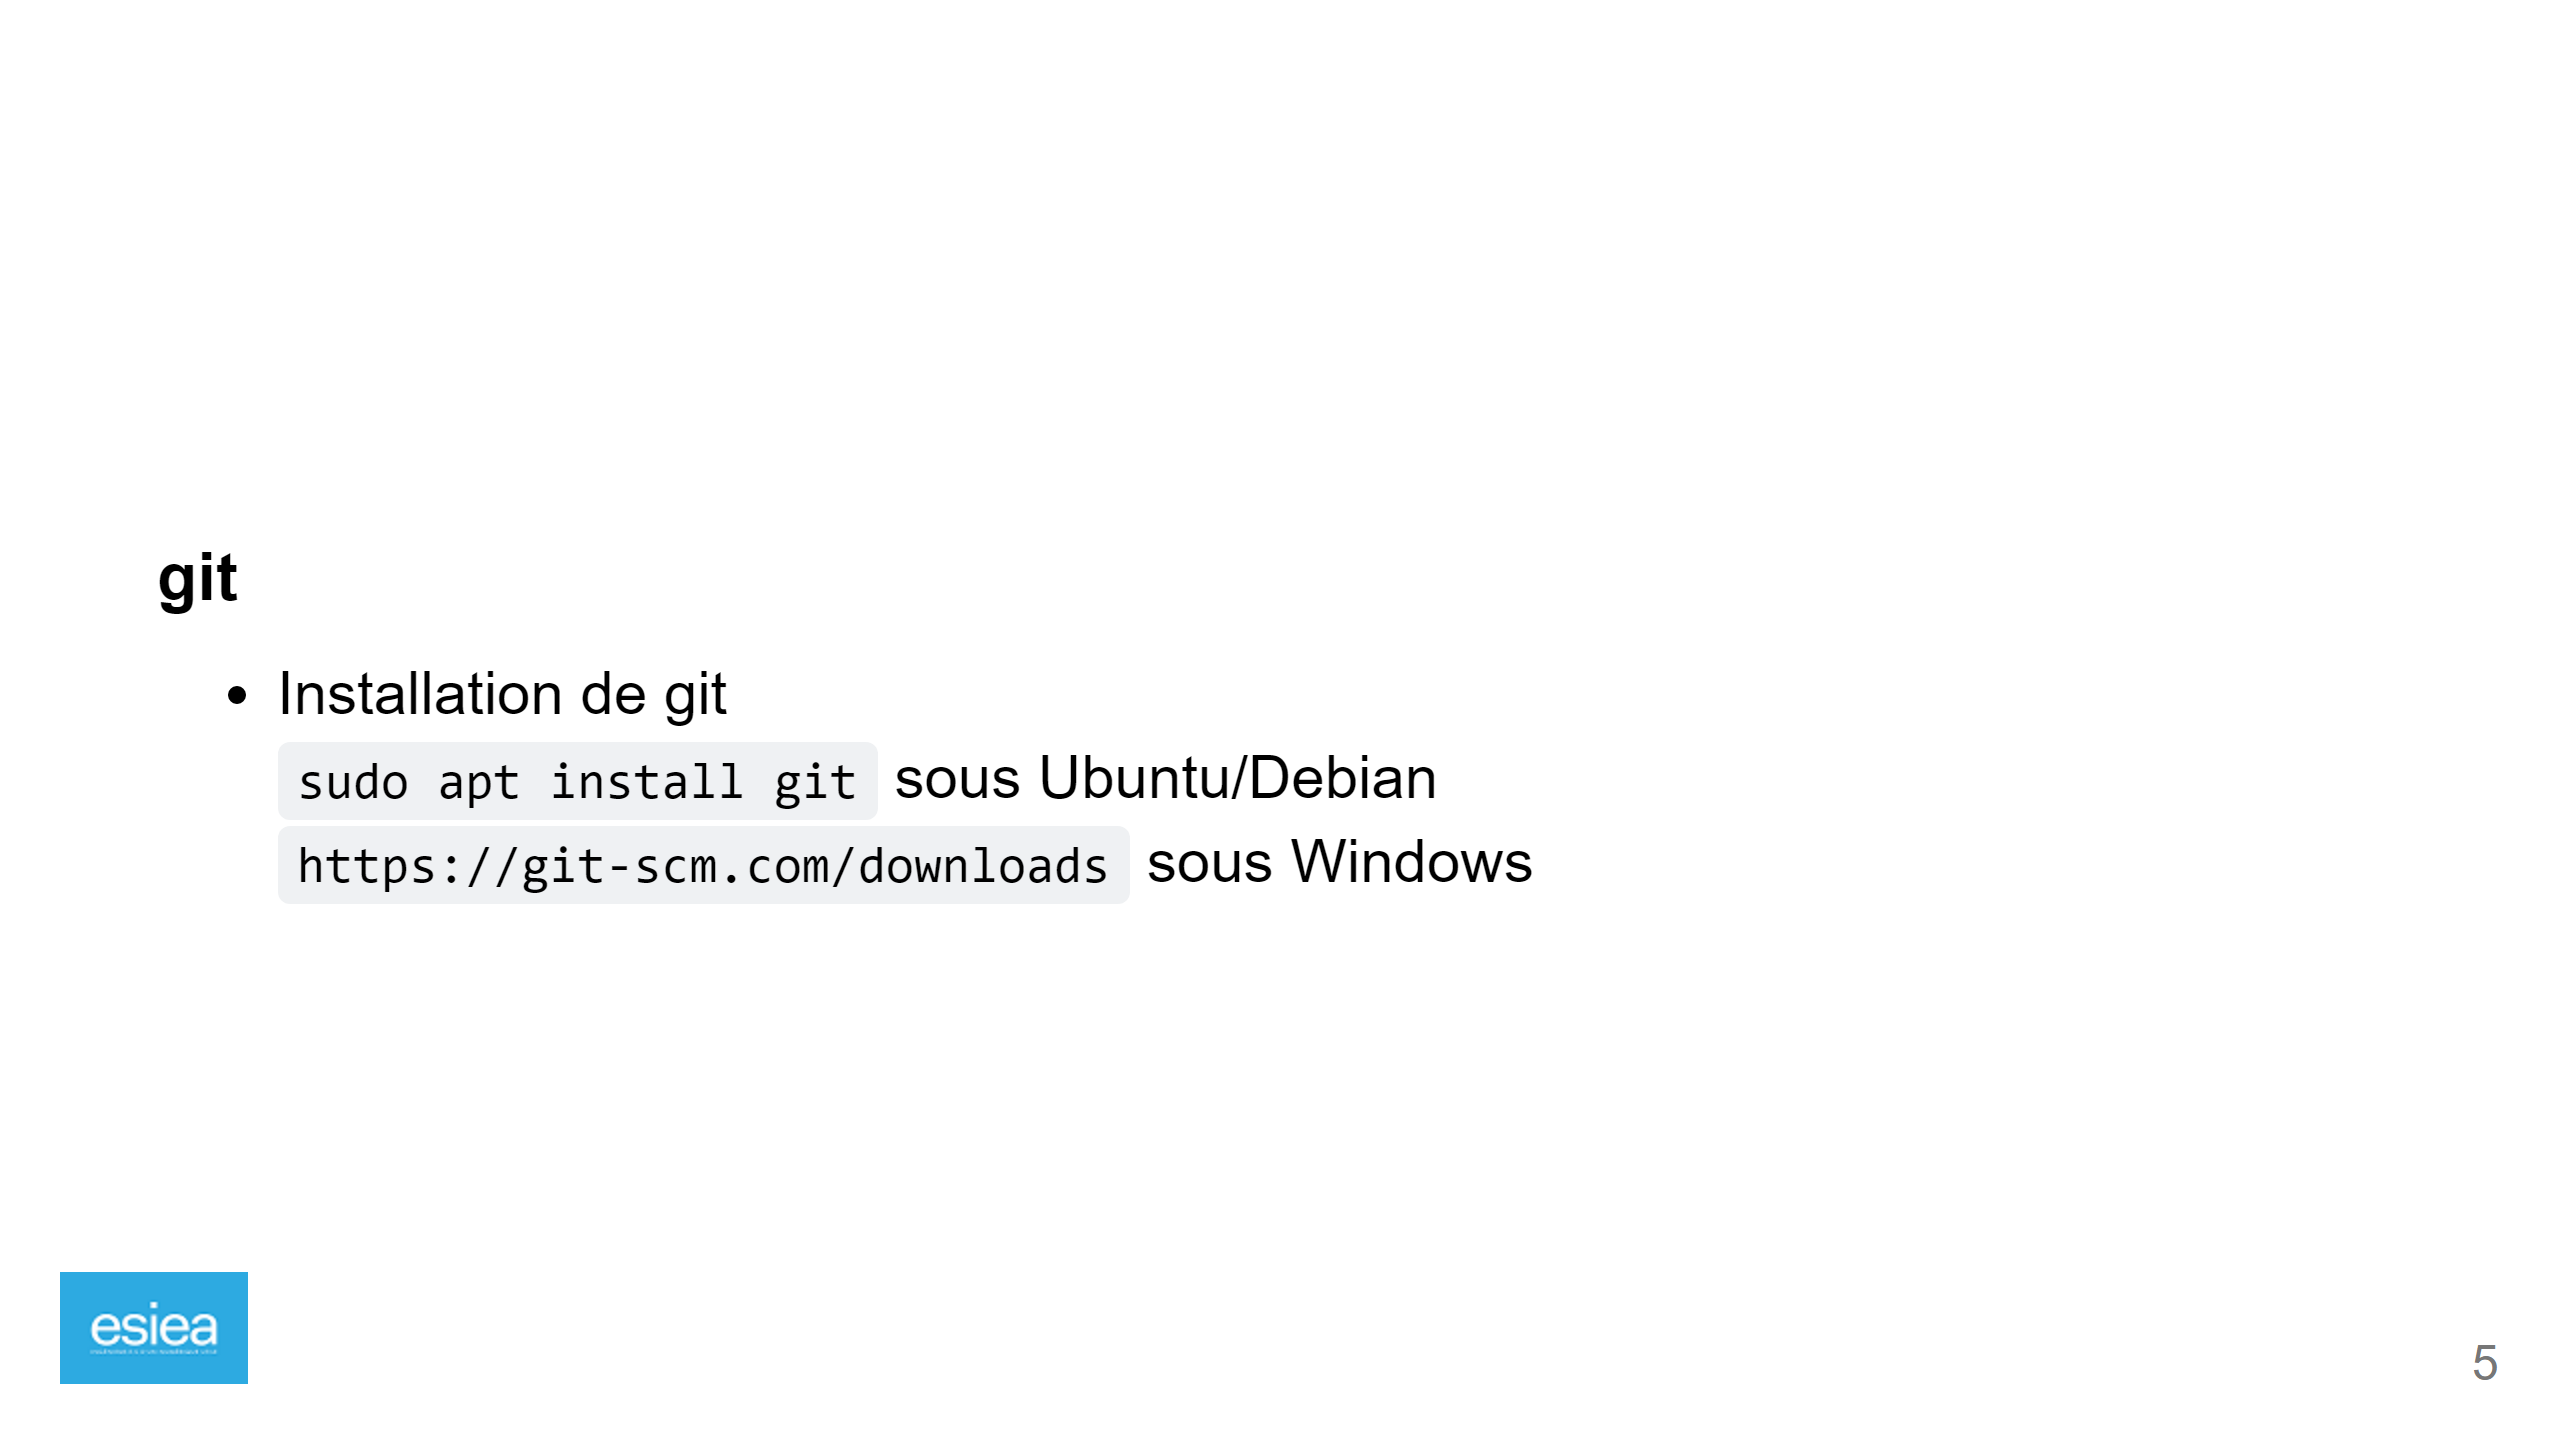 git
• Installation de git
sudo apt install git sous Ubuntu/Debian
https://git-scm.com/downloads sous Windows
esiea
5